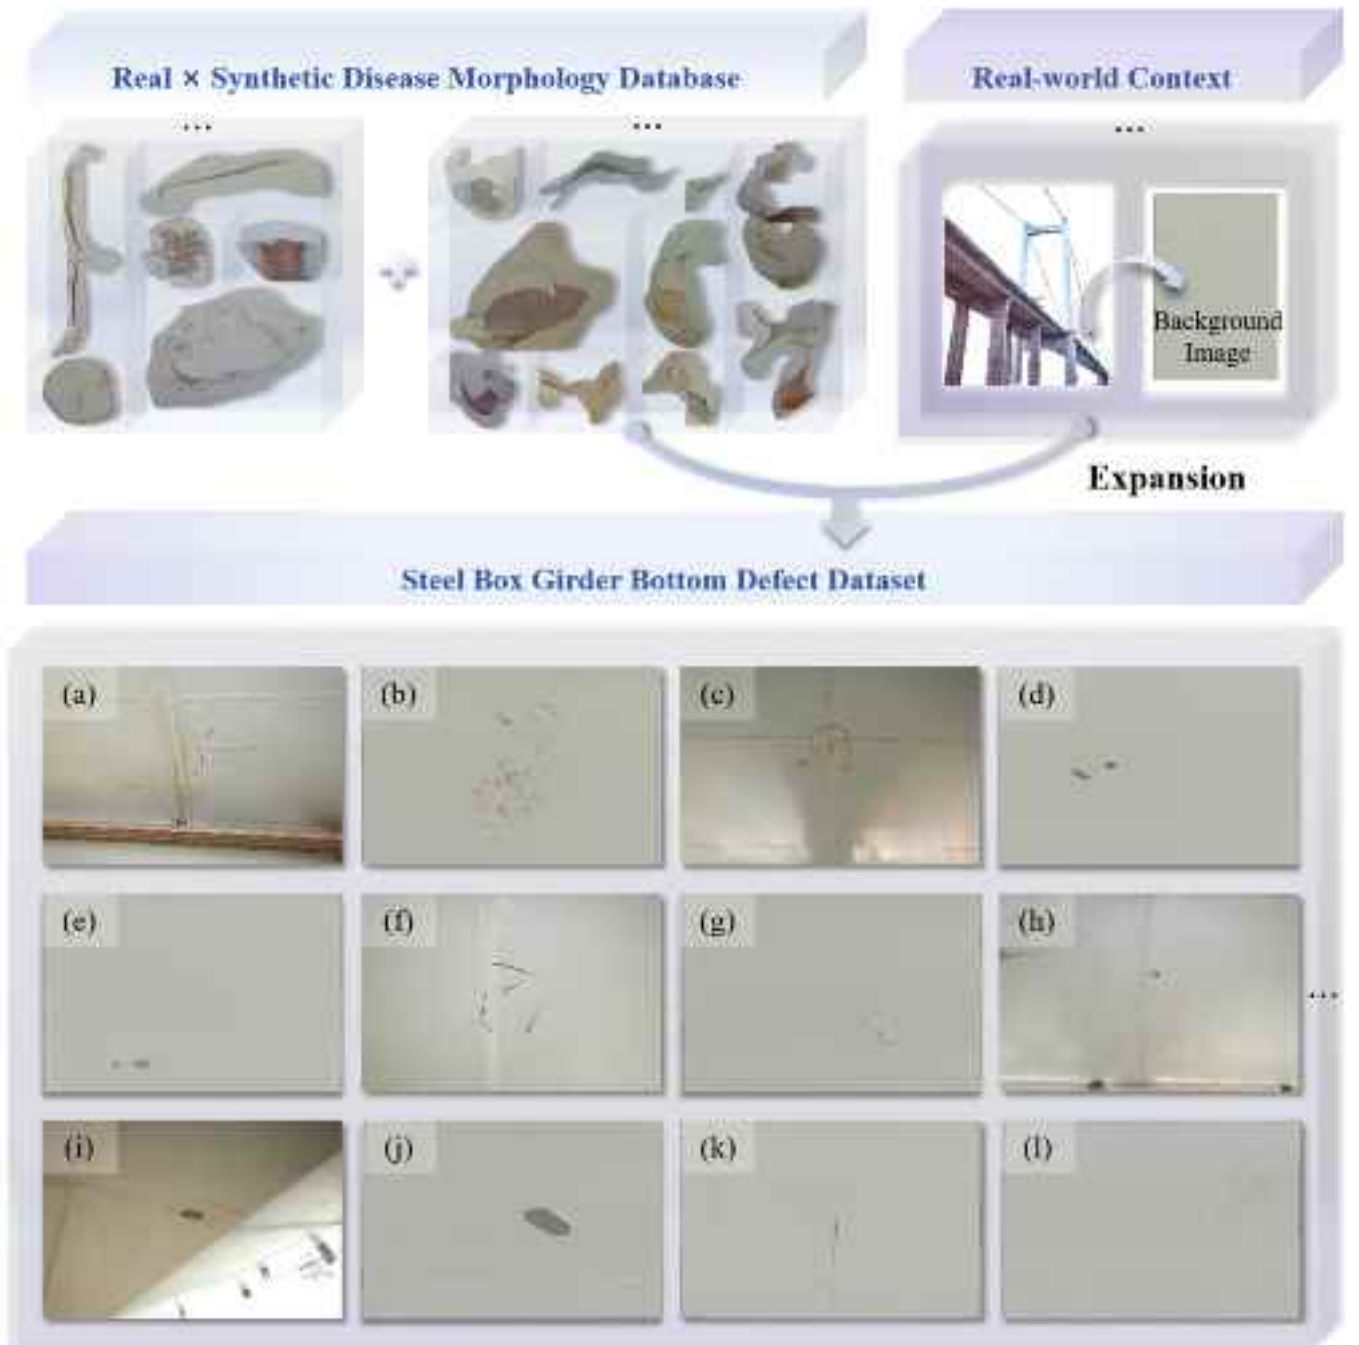 Real × Synthetic Disease Morphology Database
Real-world Context
...
...
...
Background
Image
Expansion
Steel Box Girder Bottom Defect Dataset
(a)
(b)
(c)
(d)
(e)
(f)
(g)
(h)
...
(i)
(j)
(k)
(l)